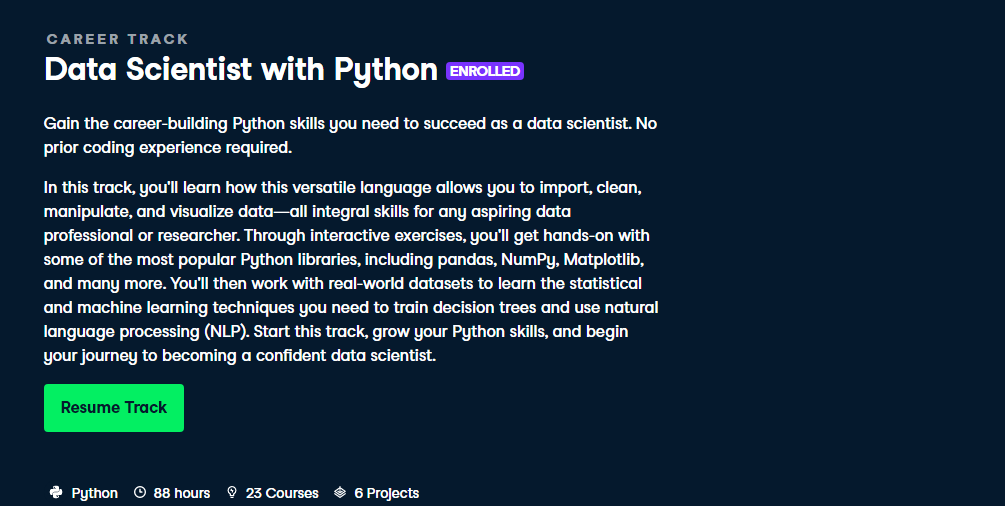 CAREER TRACK
Data Scientist with Python ENROLLED
Gain the career-building Python skills you need to succeed as a data scientist. No
prior coding experience required.
In this track, you'll learn how this versatile language allows you to import, clean,
manipulate, and visualize data—all integral skills for any aspiring data
professional or researcher. Through interactive exercises, you'll get hands-on with
some of the most popular Python libraries, including pandas, NumPy, Matplotlib,
and many more. You'll then work with real-world datasets to learn the statistical
and machine learning techniques you need to train decision trees and use natural
language processing (NLP). Start this track, grow your Python skills, and begin
your journey to becoming a confident data scientist.
Resume Track
Python 88 hours 23 Courses 6 Projects